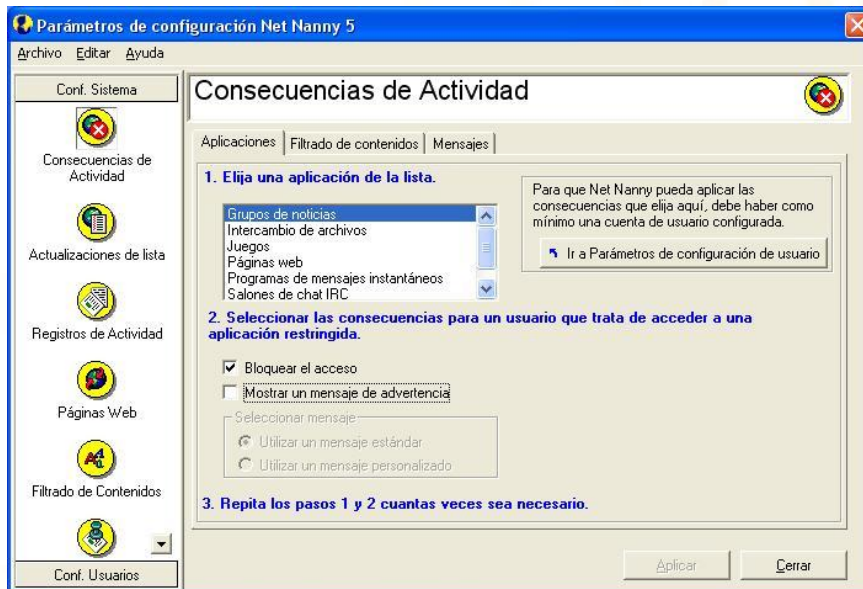 Parámetros de configuración Net Nanny 5
Archivo Editar Ayuda
Conf. Sistema
Consecuencias de
Actividad
Actualizaciones de lista
Registros de Actividad
Páginas Web
Filtrado de Contenidos
Conf. Usuarios
Consecuencias de Actividad
Aplicaciones Filtrado de contenidos Mensajes
1. Elija una aplicación de la lista.
Grupos de noticias
Intercambio de archivos
Juegos
Páginas web
Programas de mensajes instantáneos
Salones de chat IRC
Para que Net Nanny pueda aplicar las
consecuencias que elija aquí, debe haber como
mínimo una cuenta de usuario configurada.
Ir a Parámetros de configuración de usuario
2. Seleccionar las consecuencias para un usuario que trata de acceder a una
aplicación restringida.
Bloquear el acceso
Mostrar un mensaje de advertencia
Seleccionar mensaje
Utilizar un mensaje estándar
Utilizar un mensaje personalizado
3. Repita los pasos 1 y 2 cuantas veces sea necesario.
Aplicar Cerrar